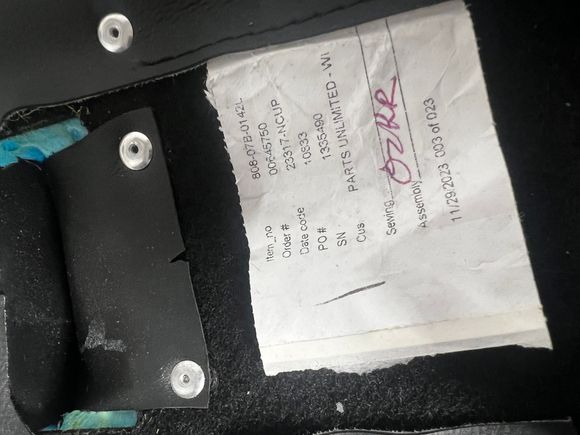 Item_no 808-07B-0142L
Order # 00645750
Date code 23317-NCUP
PO # 10833
SN 1335490
Cus. PARTS UNLIMITED - WI
Sewing
Assembly
11/29/2023 003 of 023